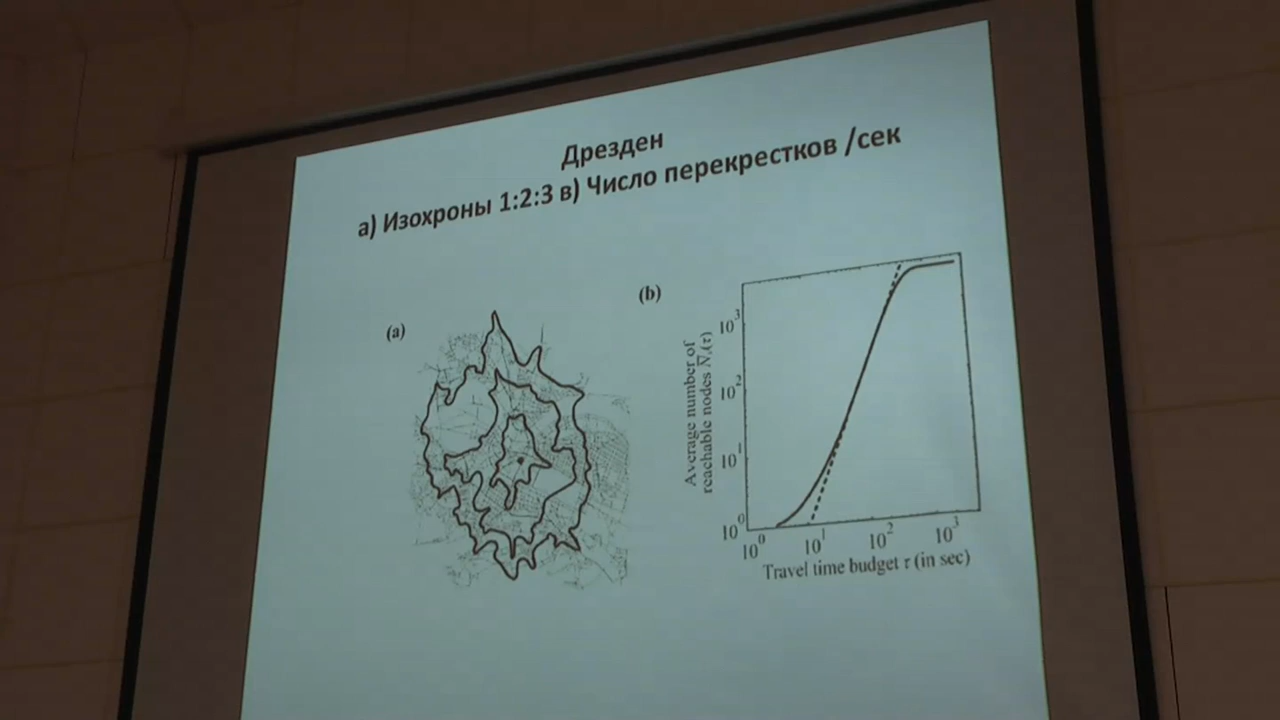 Дрезден
а) Изохроны 1:2:3 в) Число перекрестков /сек
(a)
(b)
Average number of
reachable nodes
10³
10²
10¹
10⁰
10⁰ 10¹ 10² 10³
Travel time budget τ (in sec)